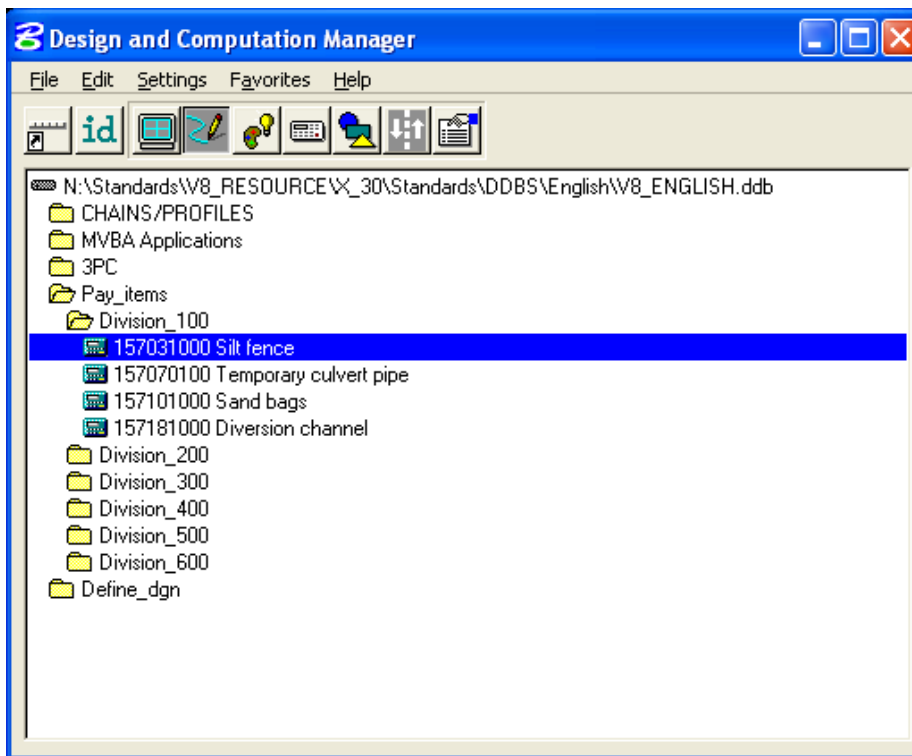 Design and Computation Manager
File Edit Settings Favorites Help
id
N:\Standards\V8_RESOURCE\X_30\Standards\DDBS\English\V8_ENGLISH.ddb
CHAINS/PROFILES
MVBA Applications
3PC
Pay_items
Division_100
157031000 Silt fence
157070100 Temporary culvert pipe
157101000 Sand bags
157181000 Diversion channel
Division_200
Division_300
Division_400
Division_500
Division_600
Define_dgn